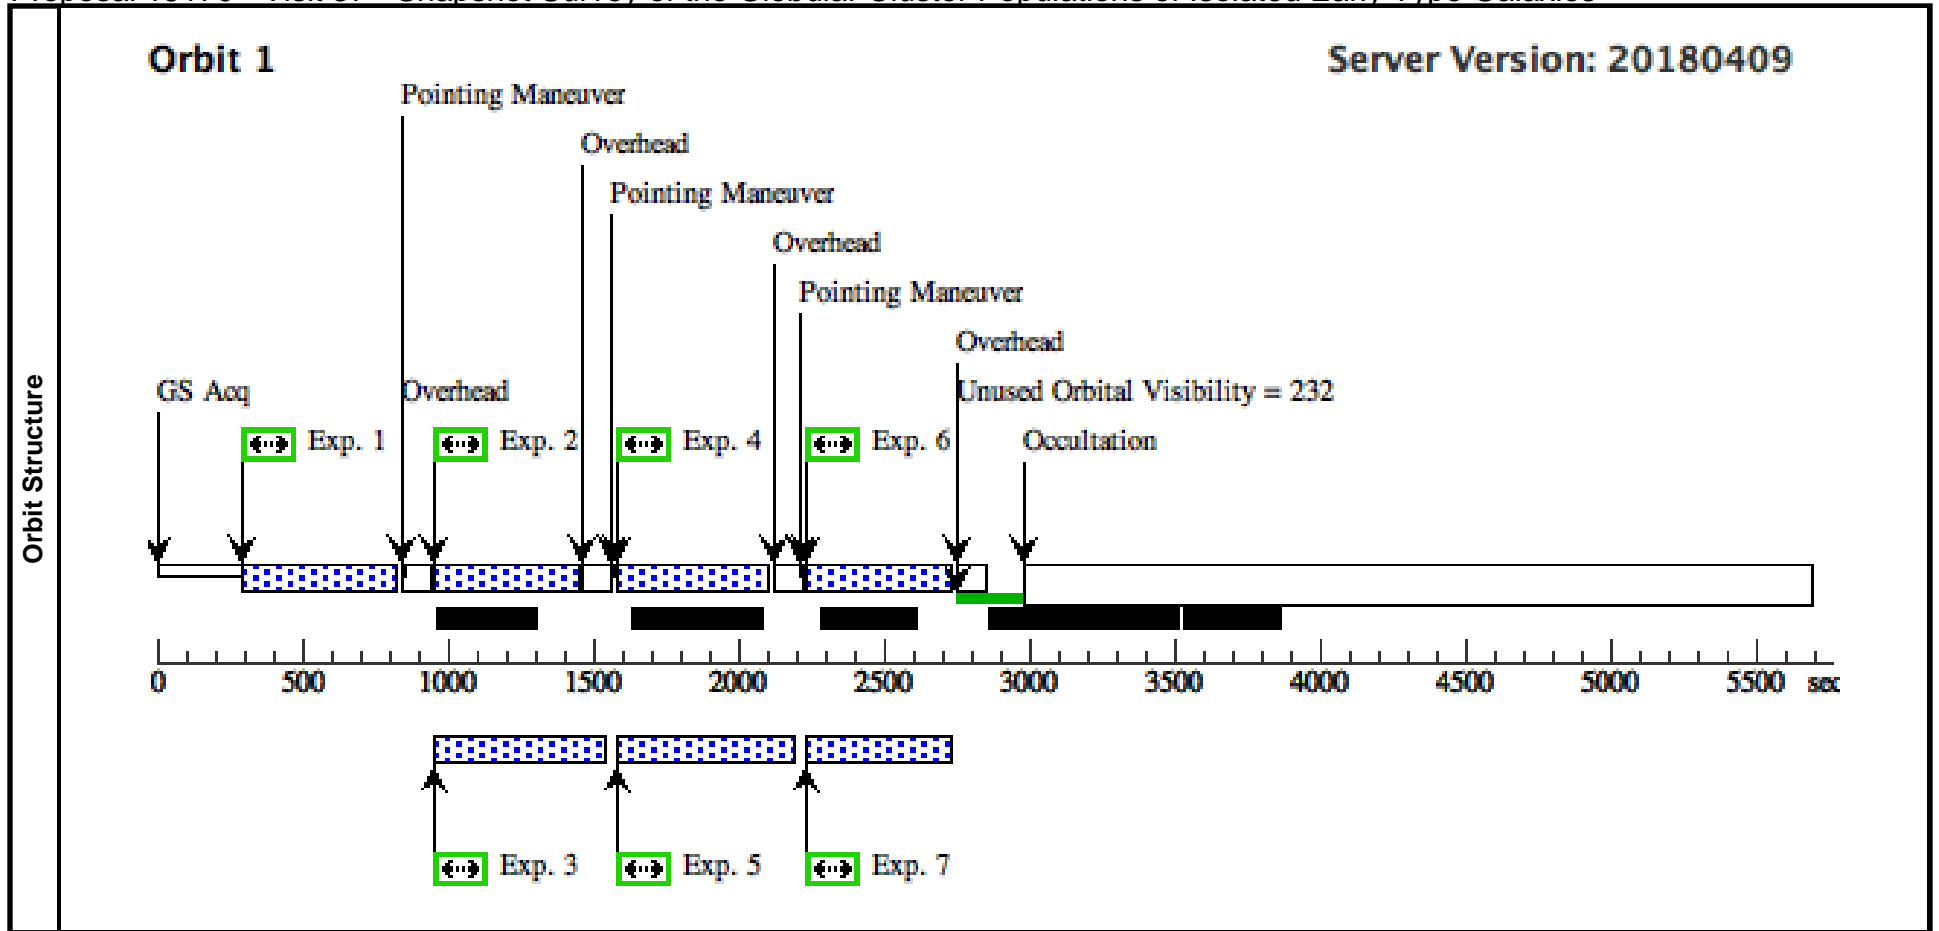 Orbit 1
Server Version: 20180409
Pointing Maneuver
Overhead
Pointing Maneuver
Overhead
Pointing Maneuver
Overhead
GS Acq
Overhead
Unused Orbital Visibility = 232
Exp. 1
Exp. 2
Exp. 4
Exp. 6
Occultation
Orbit Structure
0 500 1000 1500 2000 2500 3000 3500 4000 4500 5000 5500 sec
Exp. 3
Exp. 5
Exp. 7